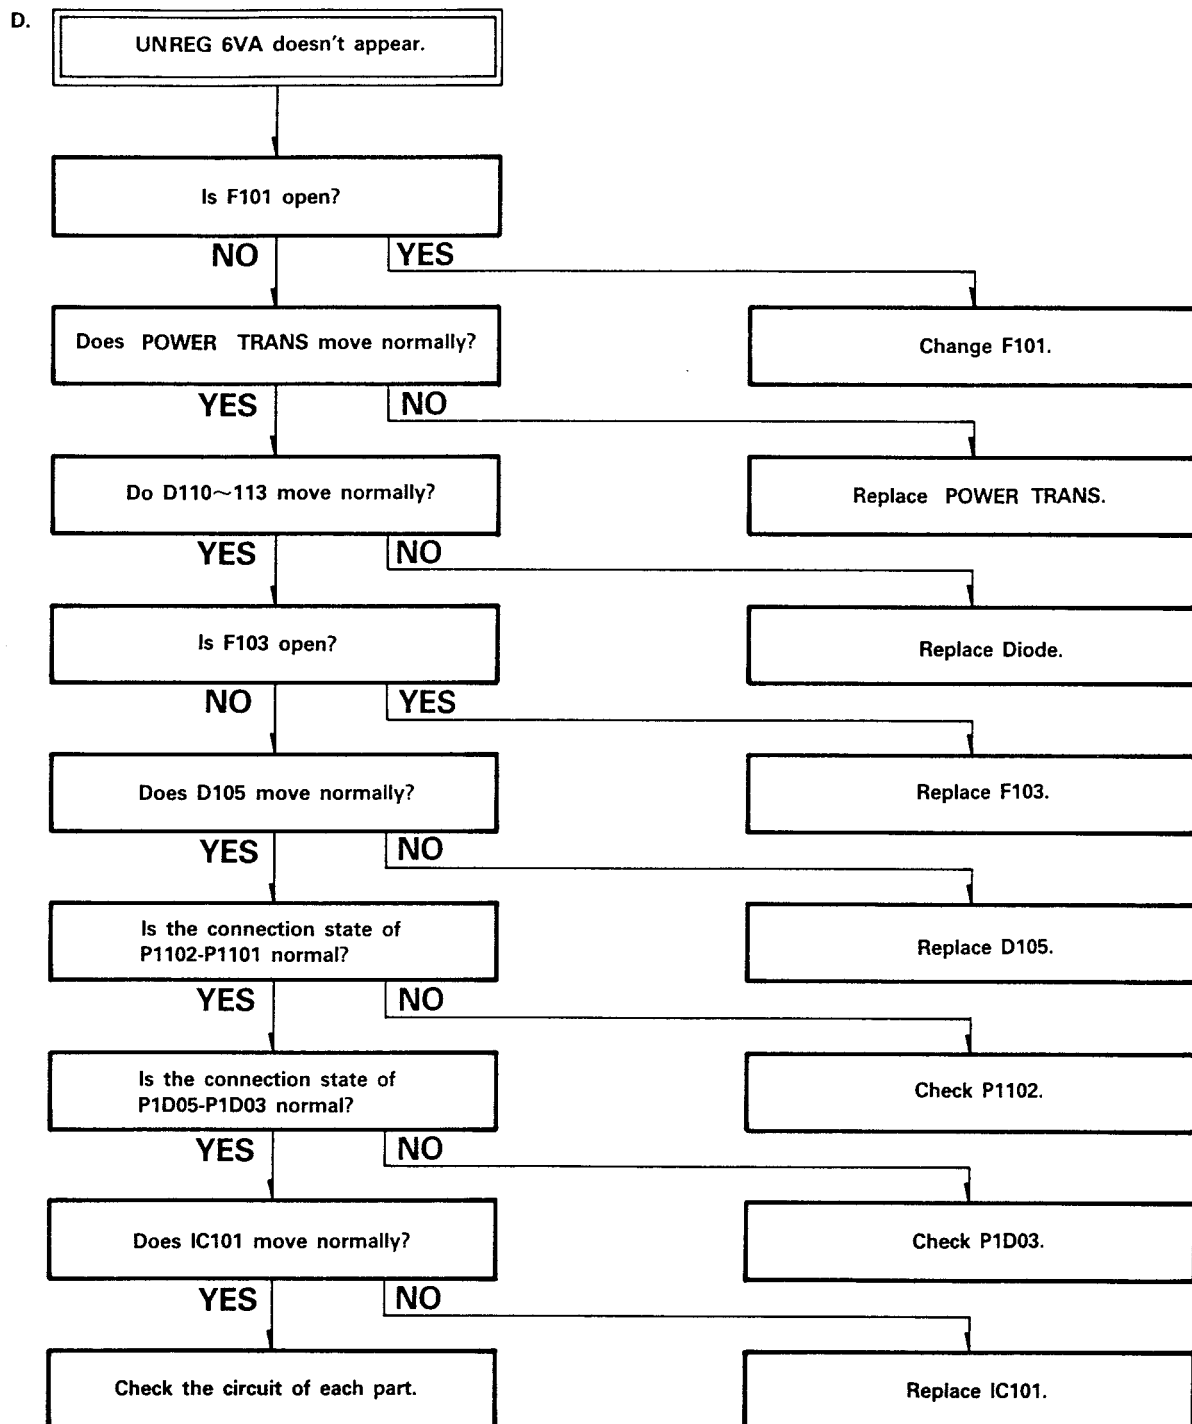 D.
UNREG 6VA doesn't appear.
Is F101 open?
NO
YES
Does POWER TRANS move normally?
Change F101.
YES
NO
Do D110~113 move normally?
Replace POWER TRANS.
YES
NO
Is F103 open?
Replace Diode.
NO
YES
Does D105 move normally?
Replace F103.
YES
NO
Is the connection state of
P1102-P1101 normal?
Replace D105.
YES
NO
Is the connection state of
P1D05-P1D03 normal?
Check P1102.
YES
NO
Does IC101 move normally?
Check P1D03.
YES
NO
Check the circuit of each part.
Replace IC101.